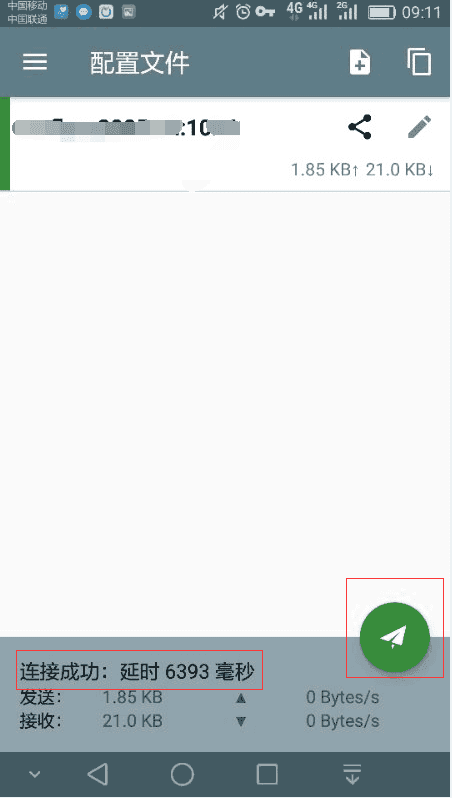 中国移动
中国联通
4G 4G 2G 09:11
配置文件
1.85 KB↑ 21.0 KB↓
连接成功：延时 6393 毫秒
发送： 1.85 KB ▲ 0 Bytes/s
接收： 21.0 KB ▼ 0 Bytes/s